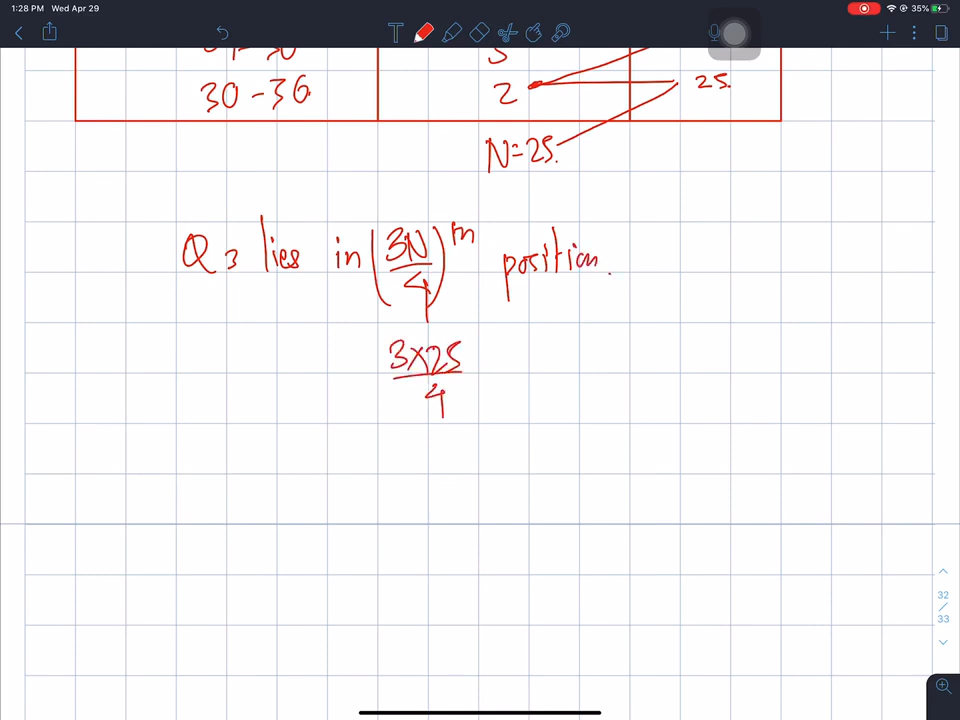 1:28 PM Wed Apr 29 35%
30-36 2 25.
N=25.
Q3 lies in (3N/4)th position.
3×25
4
32
/
33